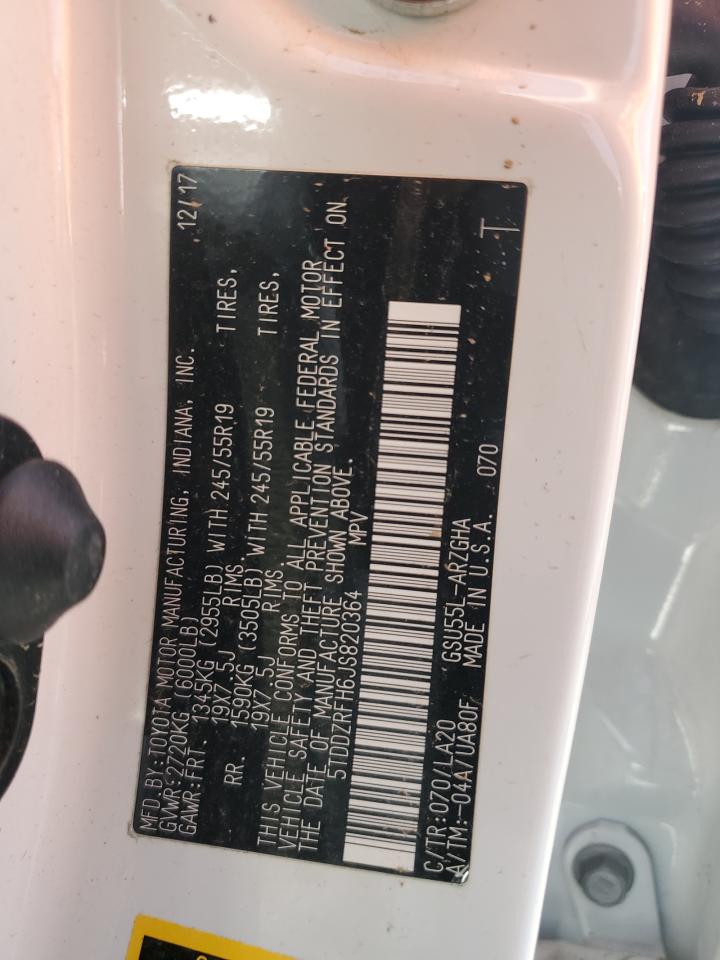 MFD.BY:TOYOTA MOTOR MANUFACTURING, INDIANA, INC. 12/17
GVWR:2720KG (6000LB)
GAWR:FRT. 1345KG (2955LB) WITH 245/55R19 TIRES,
19X7.5J RIMS
RR. 1590KG (3505LB) WITH 245/55R19 TIRES,
19X7.5J RIMS.
THIS VEHICLE CONFORMS TO ALL APPLICABLE FEDERAL MOTOR
VEHICLE SAFETY AND THEFT PREVENTION STANDARDS IN EFFECT ON
THE DATE OF MANUFACTURE SHOWN ABOVE.
5TDDZRFH6JS820364 MPV
C/TR:070/LA20 GSU55L-ARZGHA
A/TM:-04A/UA80F MADE IN U.S.A. 070 T